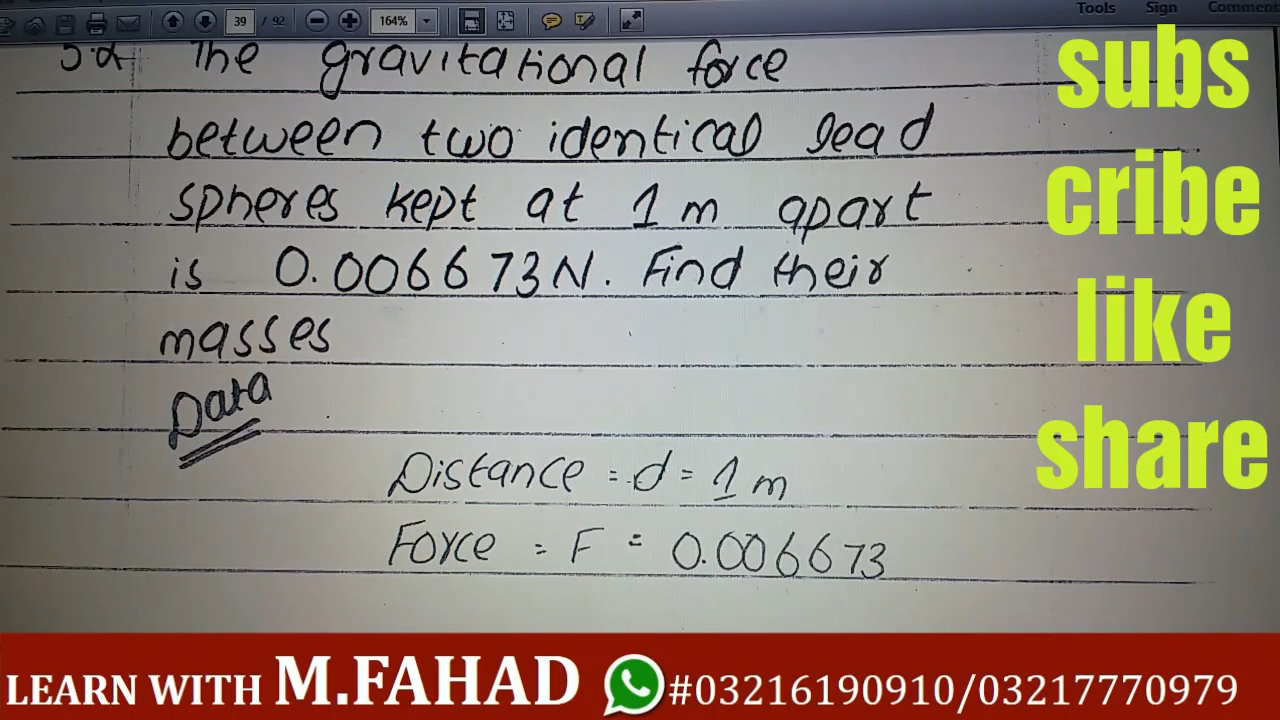 Tools Sign Comment
39 / 92 164%
5.2 The gravitational force
between two identical lead
spheres kept at 1 m apart
is 0.006673N. Find their
masses
Data
Distance = d = 1 m
Force = F = 0.006673
subs
cribe
like
share
LEARN WITH M.FAHAD #03216190910/03217770979